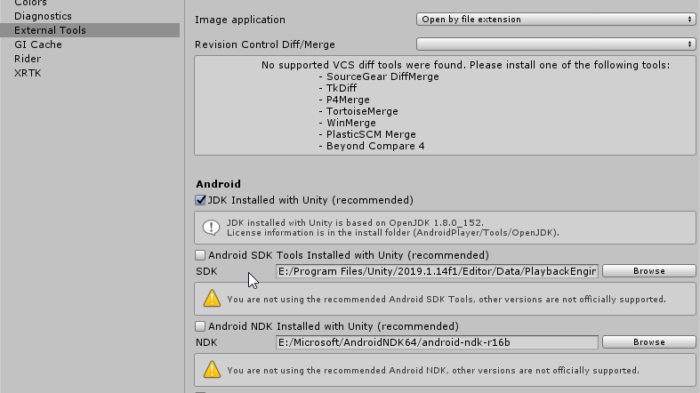 Colors
Diagnostics
External Tools
GI Cache
Rider
XRTK
Image application Open by file extension
Revision Control Diff/Merge
No supported VCS diff tools were found. Please install one of the following tools:
- SourceGear DiffMerge
- TkDiff
- P4Merge
- TortoiseMerge
- WinMerge
- PlasticSCM Merge
- Beyond Compare 4
Android
JDK Installed with Unity (recommended)
JDK installed with Unity is based on OpenJDK 1.8.0_152.
License information is in the install folder (AndroidPlayer/Tools/OpenJDK).
Android SDK Tools Installed with Unity (recommended)
SDK E:/Program Files/Unity/2019.1.14f1/Editor/Data/PlaybackEngir Browse
You are not using the recommended Android SDK Tools, other versions are not officially supported.
Android NDK Installed with Unity (recommended)
NDK E:/Microsoft/AndroidNDK64/android-ndk-r16b Browse
You are not using the recommended Android NDK, other versions are not officially supported.